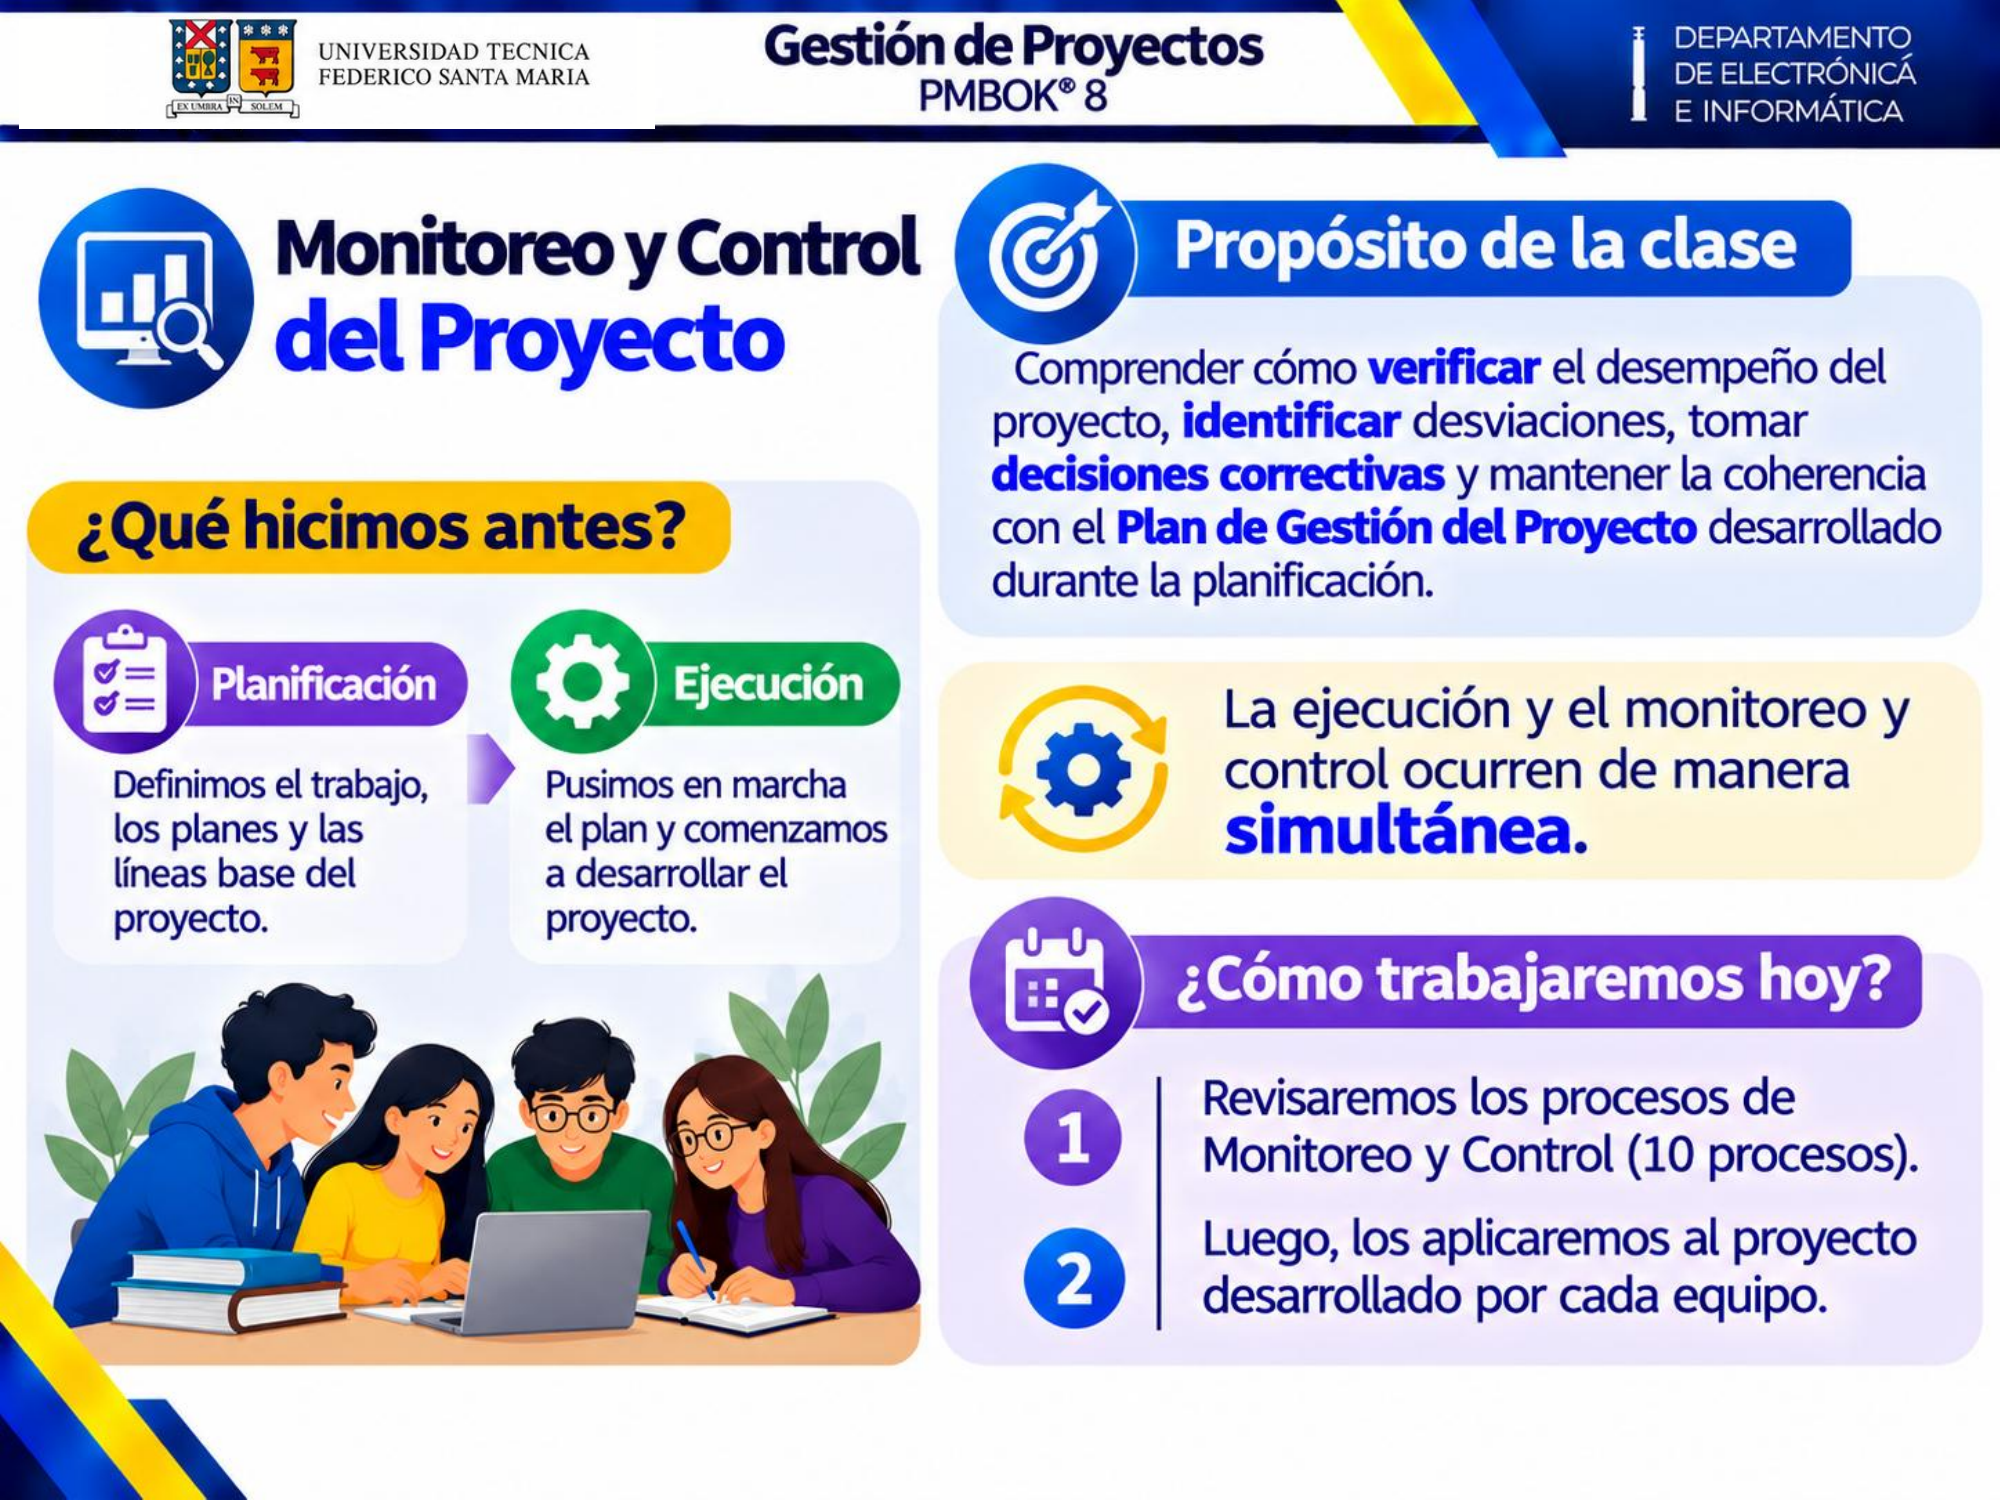 UNIVERSIDAD TECNICA
FEDERICO SANTA MARIA
EX UMBRA IN SOLEM
Gestión de Proyectos
PMBOK® 8
DEPARTAMENTO
DE ELECTRÓNICÁ
E INFORMÁTICA
Monitoreo y Control
del Proyecto
¿Qué hicimos antes?
Planificación
Definimos el trabajo,
los planes y las
líneas base del
proyecto.
Ejecución
Pusimos en marcha
el plan y comenzamos
a desarrollar el
proyecto.
Propósito de la clase
Comprender cómo verificar el desempeño del
proyecto, identificar desviaciones, tomar
decisiones correctivas y mantener la coherencia
con el Plan de Gestión del Proyecto desarrollado
durante la planificación.
La ejecución y el monitoreo y
control ocurren de manera
simultánea.
¿Cómo trabajaremos hoy?
1
Revisaremos los procesos de
Monitoreo y Control (10 procesos).
2
Luego, los aplicaremos al proyecto
desarrollado por cada equipo.